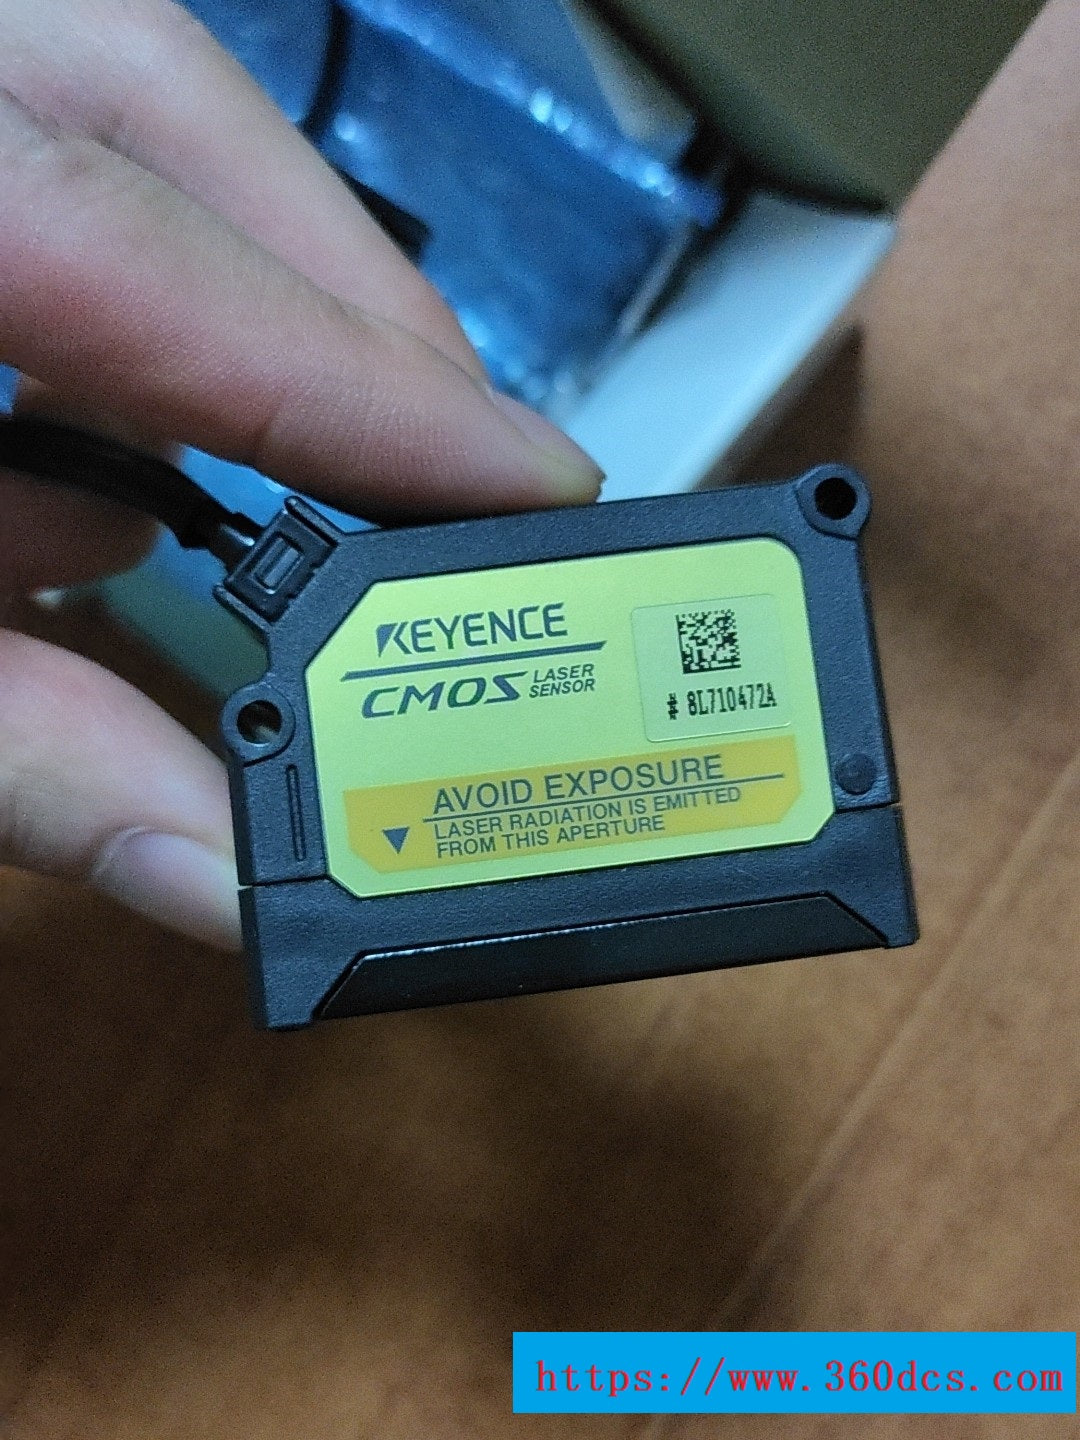 KEYENCE
CMOS LASER SENSOR
# 8L710472A
AVOID EXPOSURE
LASER RADIATION IS EMITTED
FROM THIS APERTURE
https://www.360dcs.com